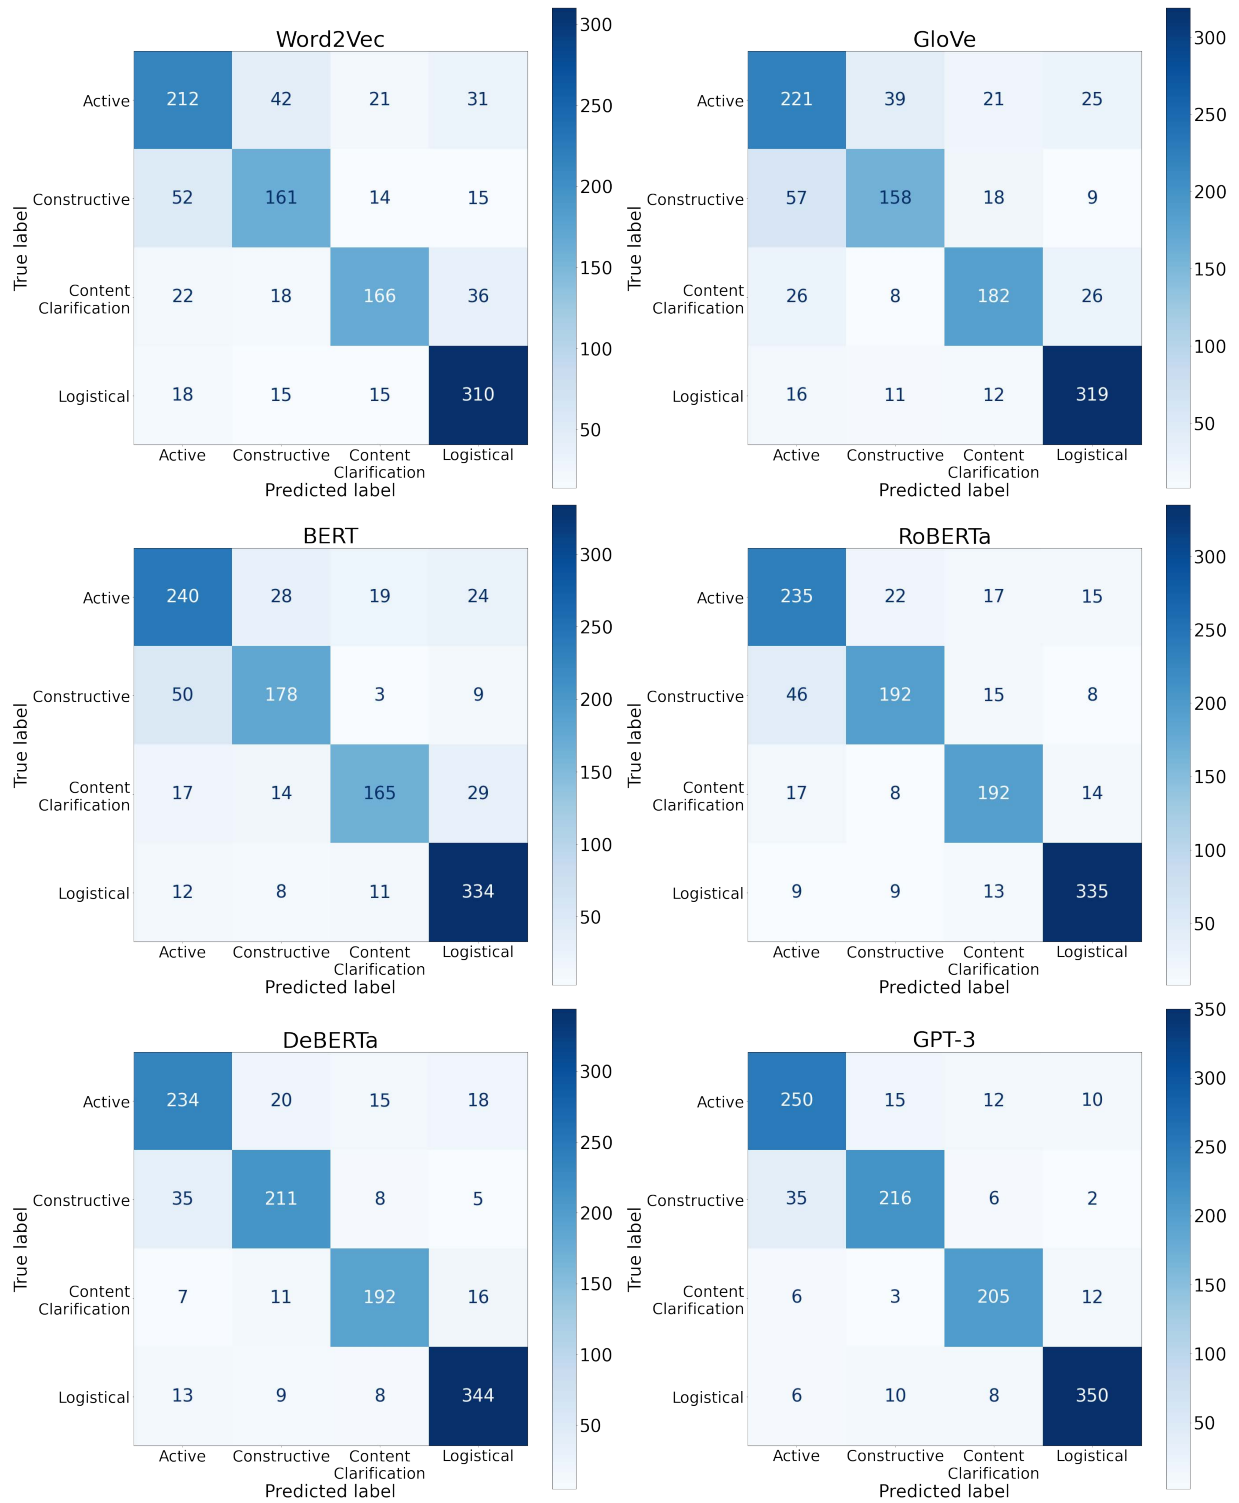 Word2Vec
Active 212 42 21 31
Constructive 52 161 14 15
Content
Clarification 22 18 166 36
Logistical 18 15 15 310
Active Constructive Content Logistical
Clarification
Predicted label
True label
300
250
200
150
100
50
GloVe
Active 221 39 21 25
Constructive 57 158 18 9
Content
Clarification 26 8 182 26
Logistical 16 11 12 319
Active Constructive Content Logistical
Clarification
Predicted label
True label
300
250
200
150
100
50
BERT
Active 240 28 19 24
Constructive 50 178 3 9
Content
Clarification 17 14 165 29
Logistical 12 8 11 334
Active Constructive Content Logistical
Clarification
Predicted label
True label
300
250
200
150
100
50
RoBERTa
Active 235 22 17 15
Constructive 46 192 15 8
Content
Clarification 17 8 192 14
Logistical 9 9 13 335
Active Constructive Content Logistical
Clarification
Predicted label
True label
300
250
200
150
100
50
DeBERTa
Active 234 20 15 18
Constructive 35 211 8 5
Content
Clarification 7 11 192 16
Logistical 13 9 8 344
Active Constructive Content Logistical
Clarification
Predicted label
True label
300
250
200
150
100
50
GPT-3
Active 250 15 12 10
Constructive 35 216 6 2
Content
Clarification 6 3 205 12
Logistical 6 10 8 350
Active Constructive Content Logistical
Clarification
Predicted label
True label
350
300
250
200
150
100
50